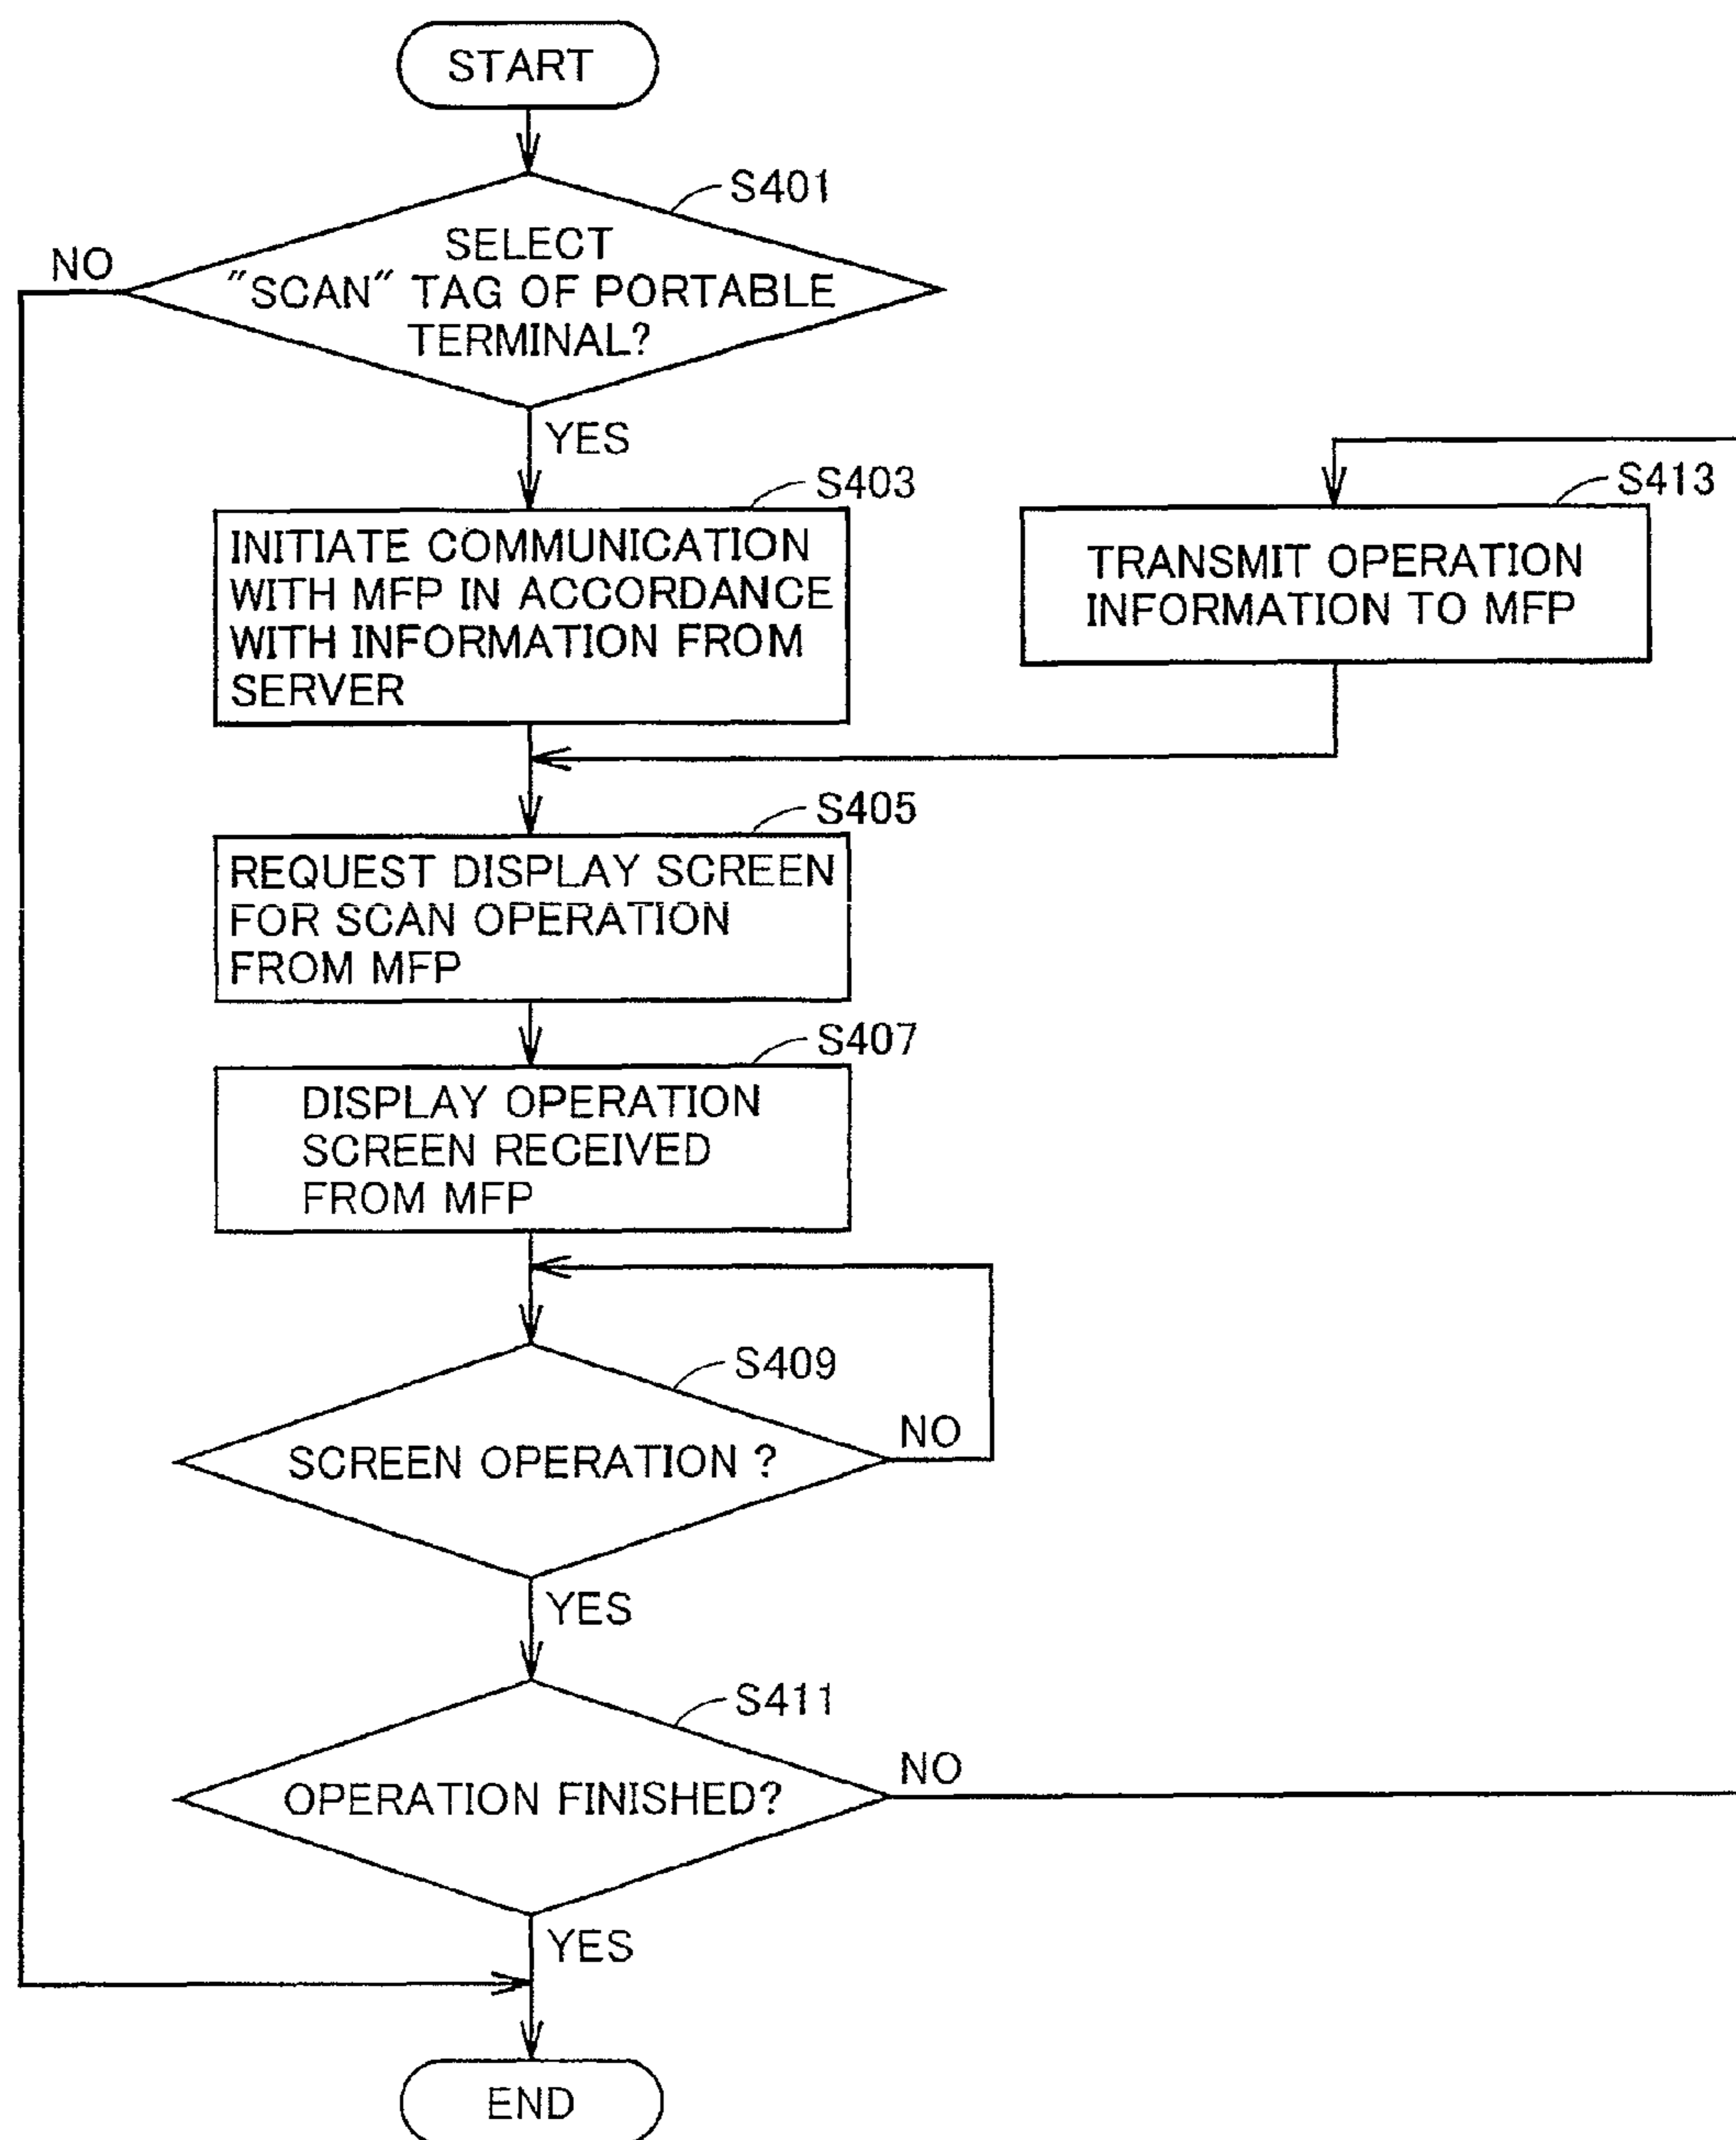 START
S401
SELECT
"SCAN" TAG OF PORTABLE
TERMINAL?
NO
YES
S403
INITIATE COMMUNICATION
WITH MFP IN ACCORDANCE
WITH INFORMATION FROM
SERVER
S413
TRANSMIT OPERATION
INFORMATION TO MFP
S405
REQUEST DISPLAY SCREEN
FOR SCAN OPERATION
FROM MFP
S407
DISPLAY OPERATION
SCREEN RECEIVED
FROM MFP
S409
SCREEN OPERATION ?
NO
YES
S411
OPERATION FINISHED?
NO
YES
END